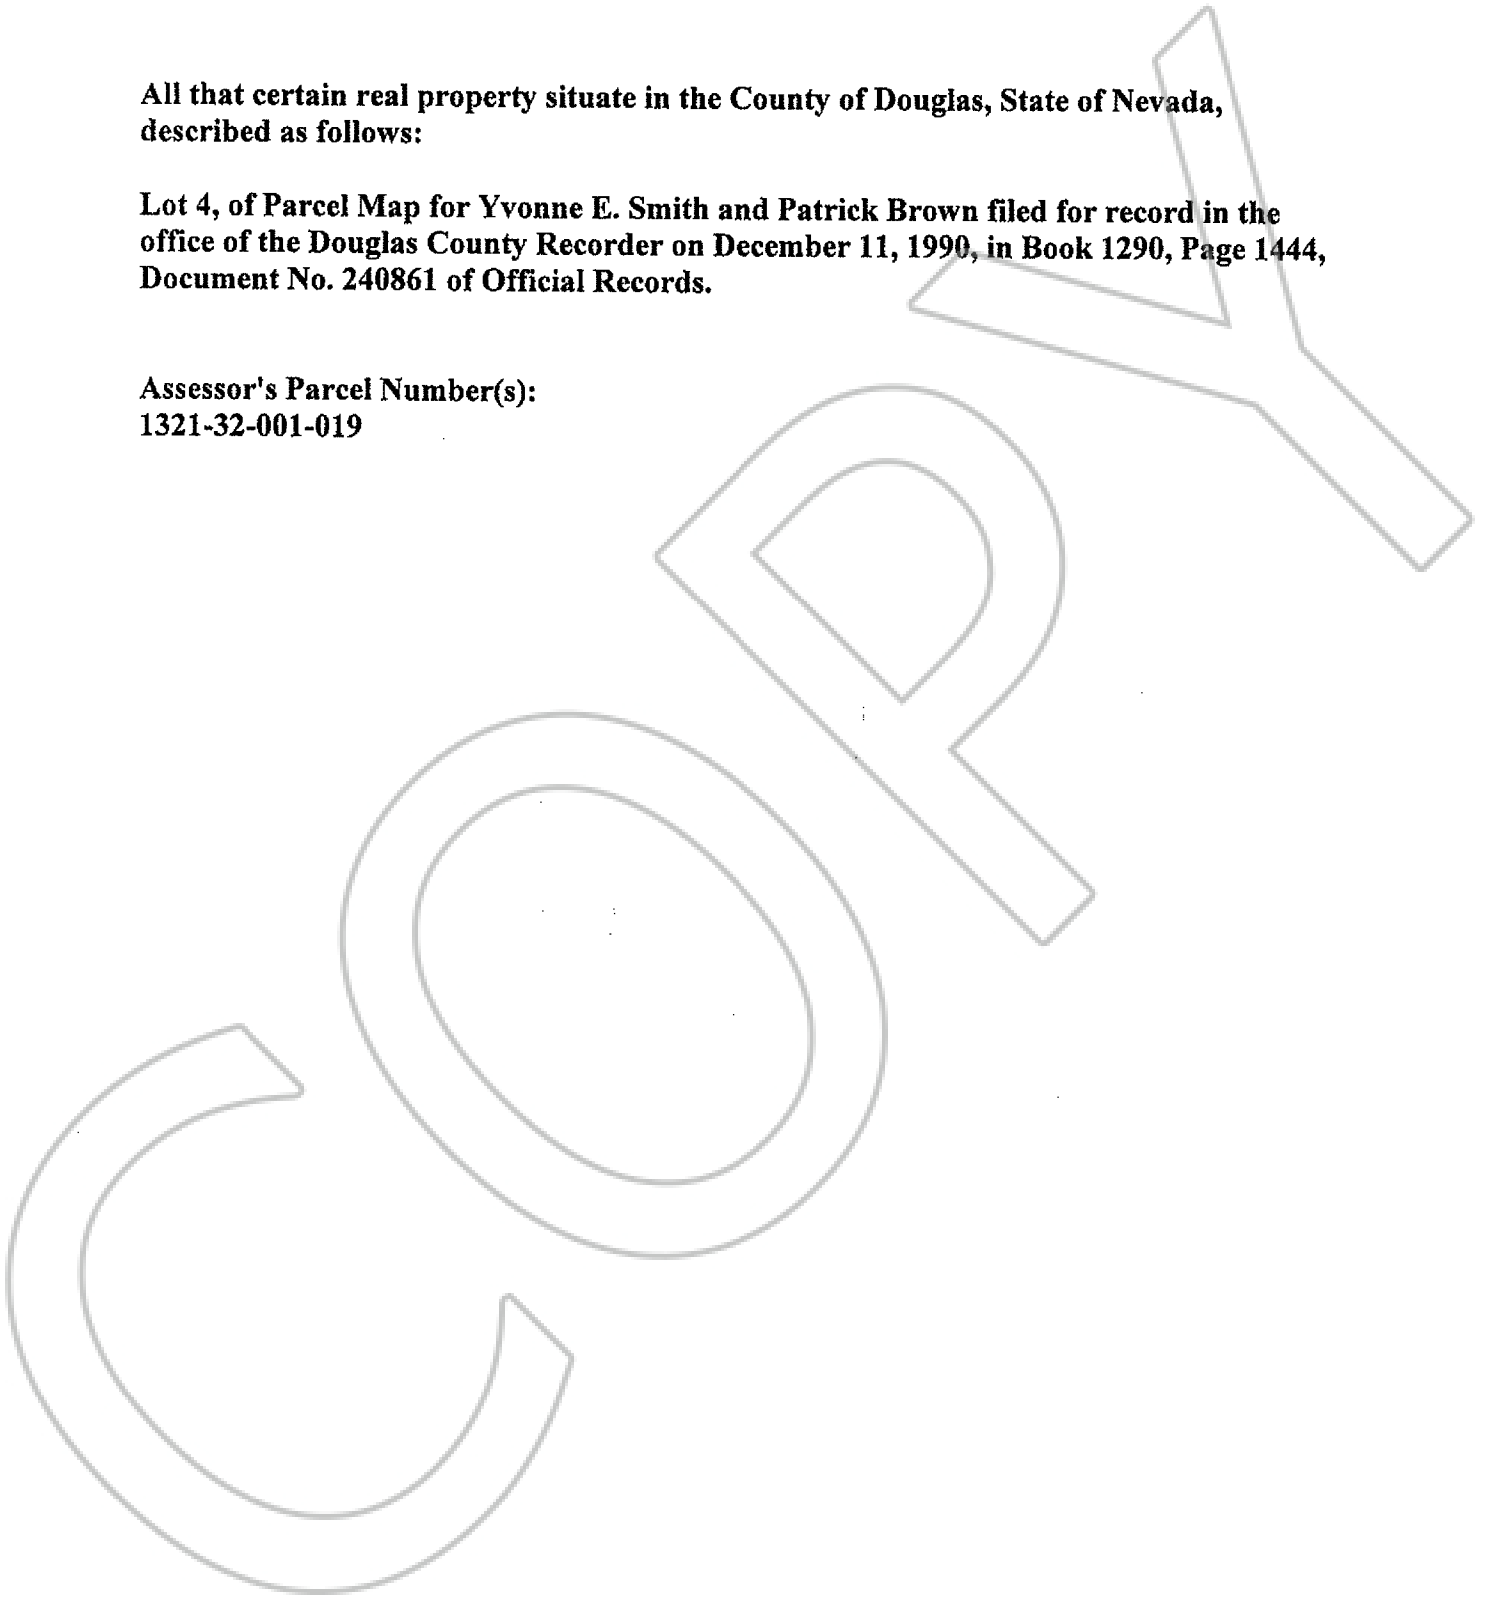 All that certain real property situate in the County of Douglas, State of Nevada,
described as follows:
Lot 4, of Parcel Map for Yvonne E. Smith and Patrick Brown filed for record in the
office of the Douglas County Recorder on December 11, 1990, in Book 1290, Page 1444,
Document No. 240861 of Official Records.
Assessor's Parcel Number(s):
1321-32-001-019
COPY